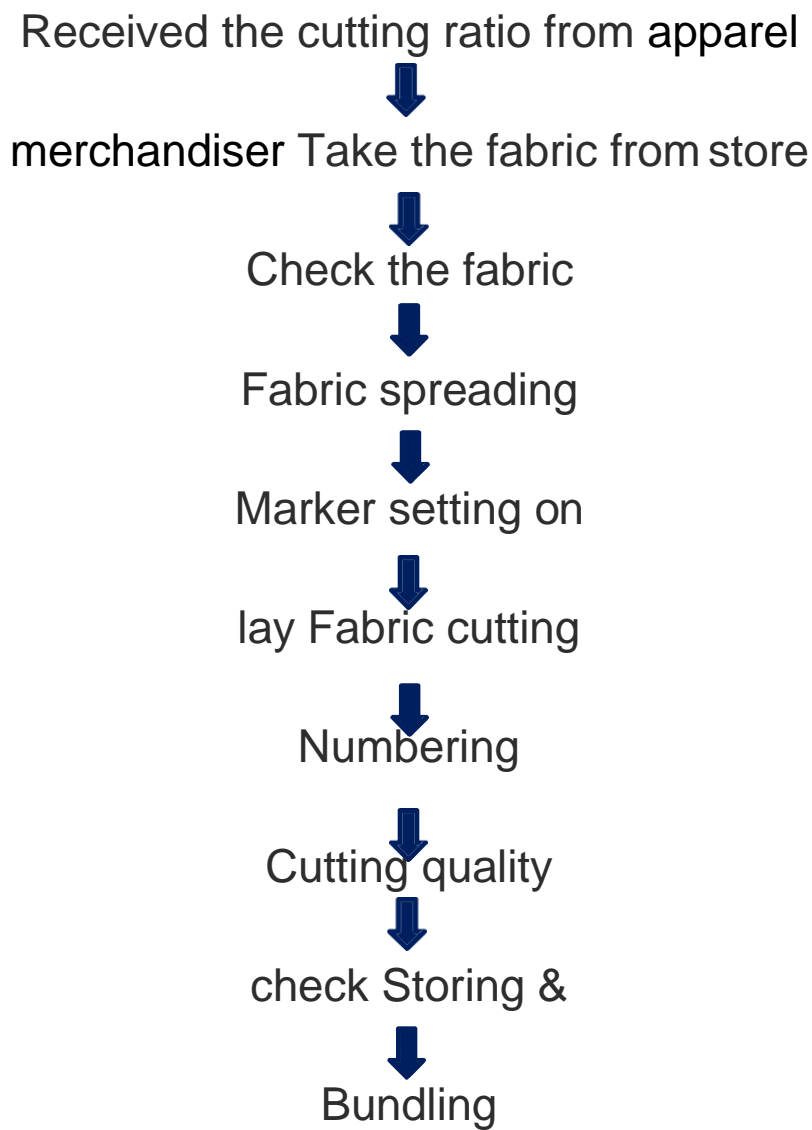 Received the cutting ratio from apparel
merchandiser Take the fabric from store
Check the fabric
Fabric spreading
Marker setting on
lay Fabric cutting
Numbering
Cutting quality
check Storing &
Bundling